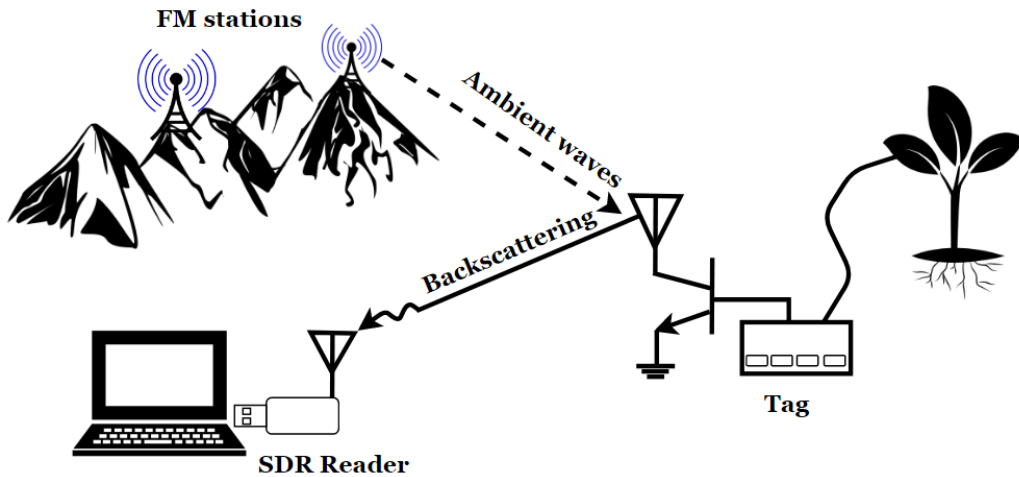 FM stations
Ambient waves
Backscattering
Tag
SDR Reader